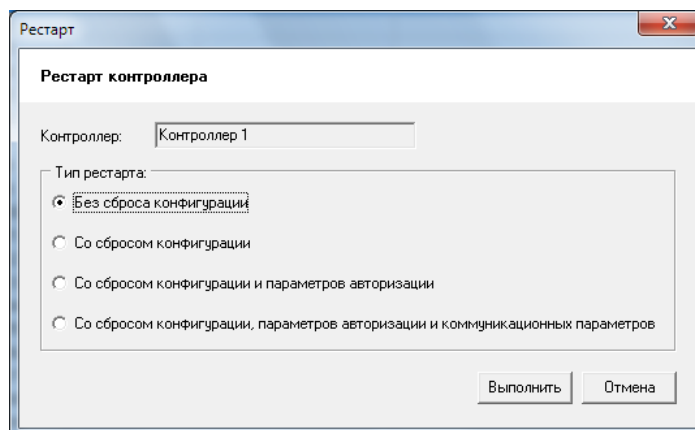 Рестарт
Рестарт контроллера
Контроллер: Контроллер 1
Тип рестарта:
Без сброса конфигурации
Со сбросом конфигурации
Со сбросом конфигурации и параметров авторизации
Со сбросом конфигурации, параметров авторизации и коммуникационных параметров
Выполнить Отмена